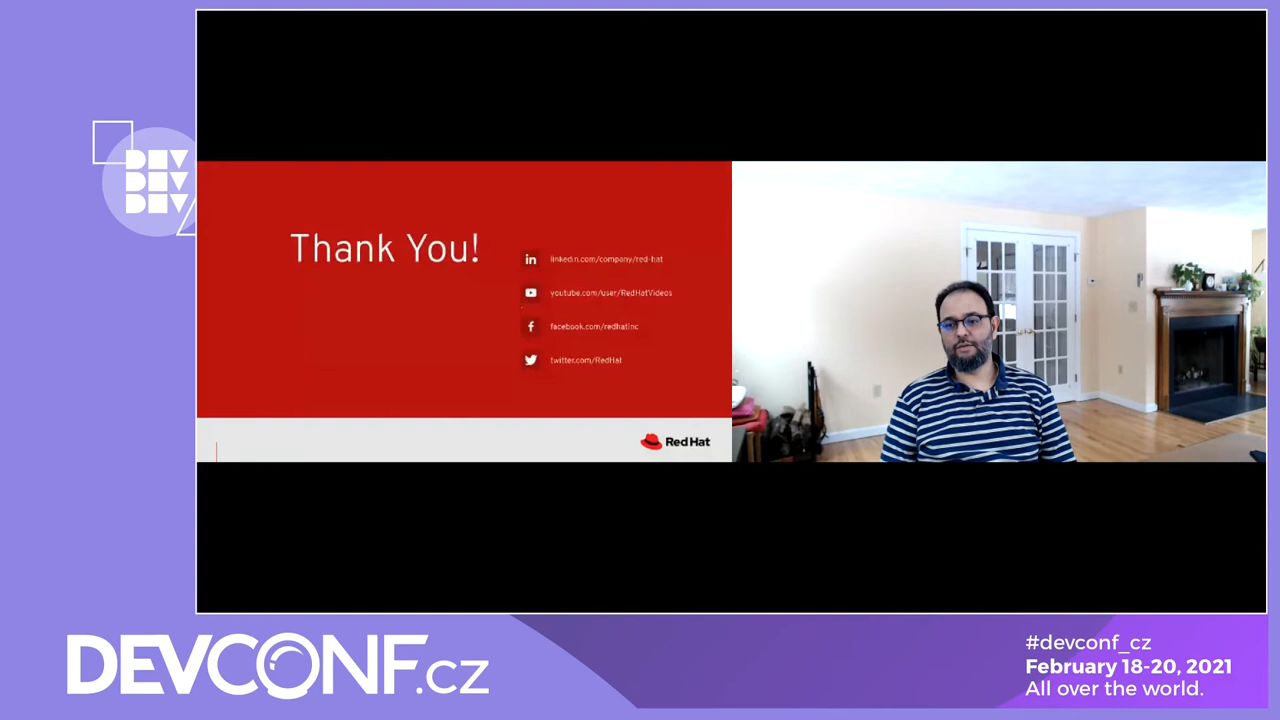 DEV
DEV
DEV
Thank You!
linkedin.com/company/red-hat
youtube.com/user/RedHatVideos
facebook.com/redhatinc
twitter.com/RedHat
Red Hat
DEVCONF.cz
#devconf_cz
February 18-20, 2021
All over the world.